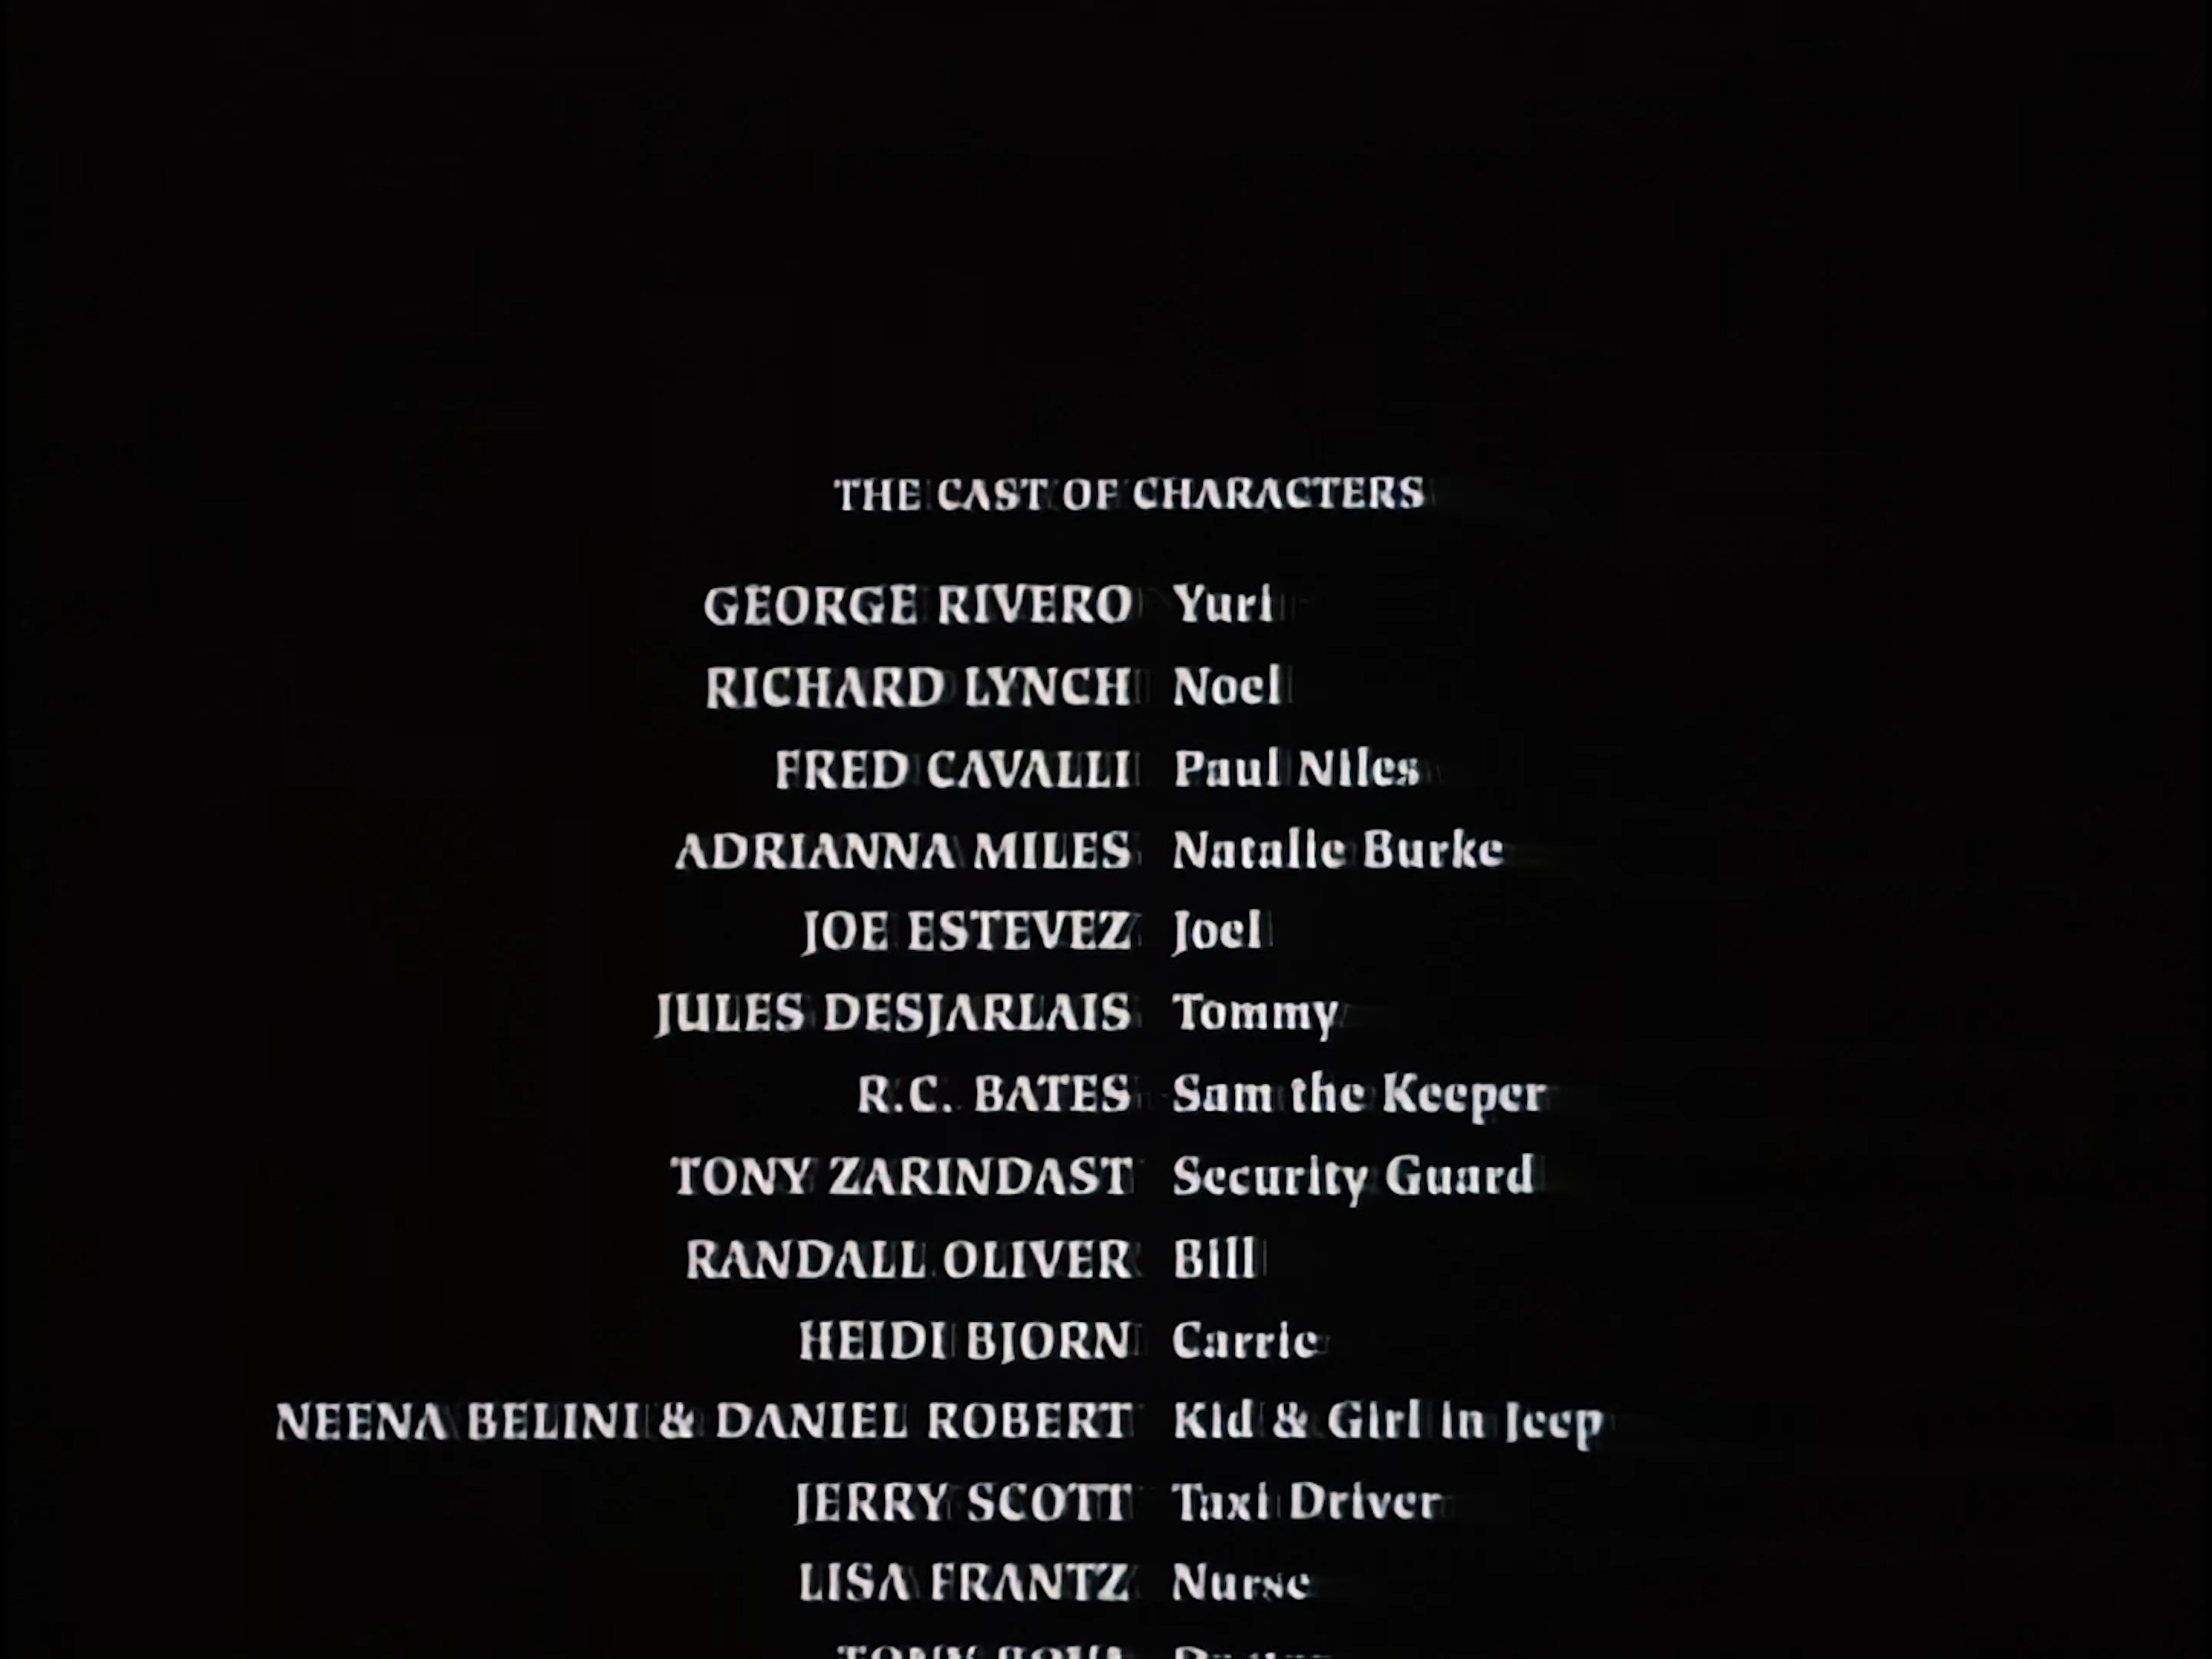 THE CAST OF CHARACTERS
GEORGE RIVERO Yuri
RICHARD LYNCH Noel
FRED CAVALLI Paul Niles
ADRIANNA MILES Natalie Burke
JOE ESTEVEZ Joel
JULES DESJARLAIS Tommy
R.C. BATES Sam the Keeper
TONY ZARINDAST Security Guard
RANDALL OLIVER Bill
HEIDI BJORN Carrie
NEENA BELINI & DANIEL ROBERT Kid & Girl in Jeep
JERRY SCOTT Taxi Driver
LISA FRANTZ Nurse
TONY